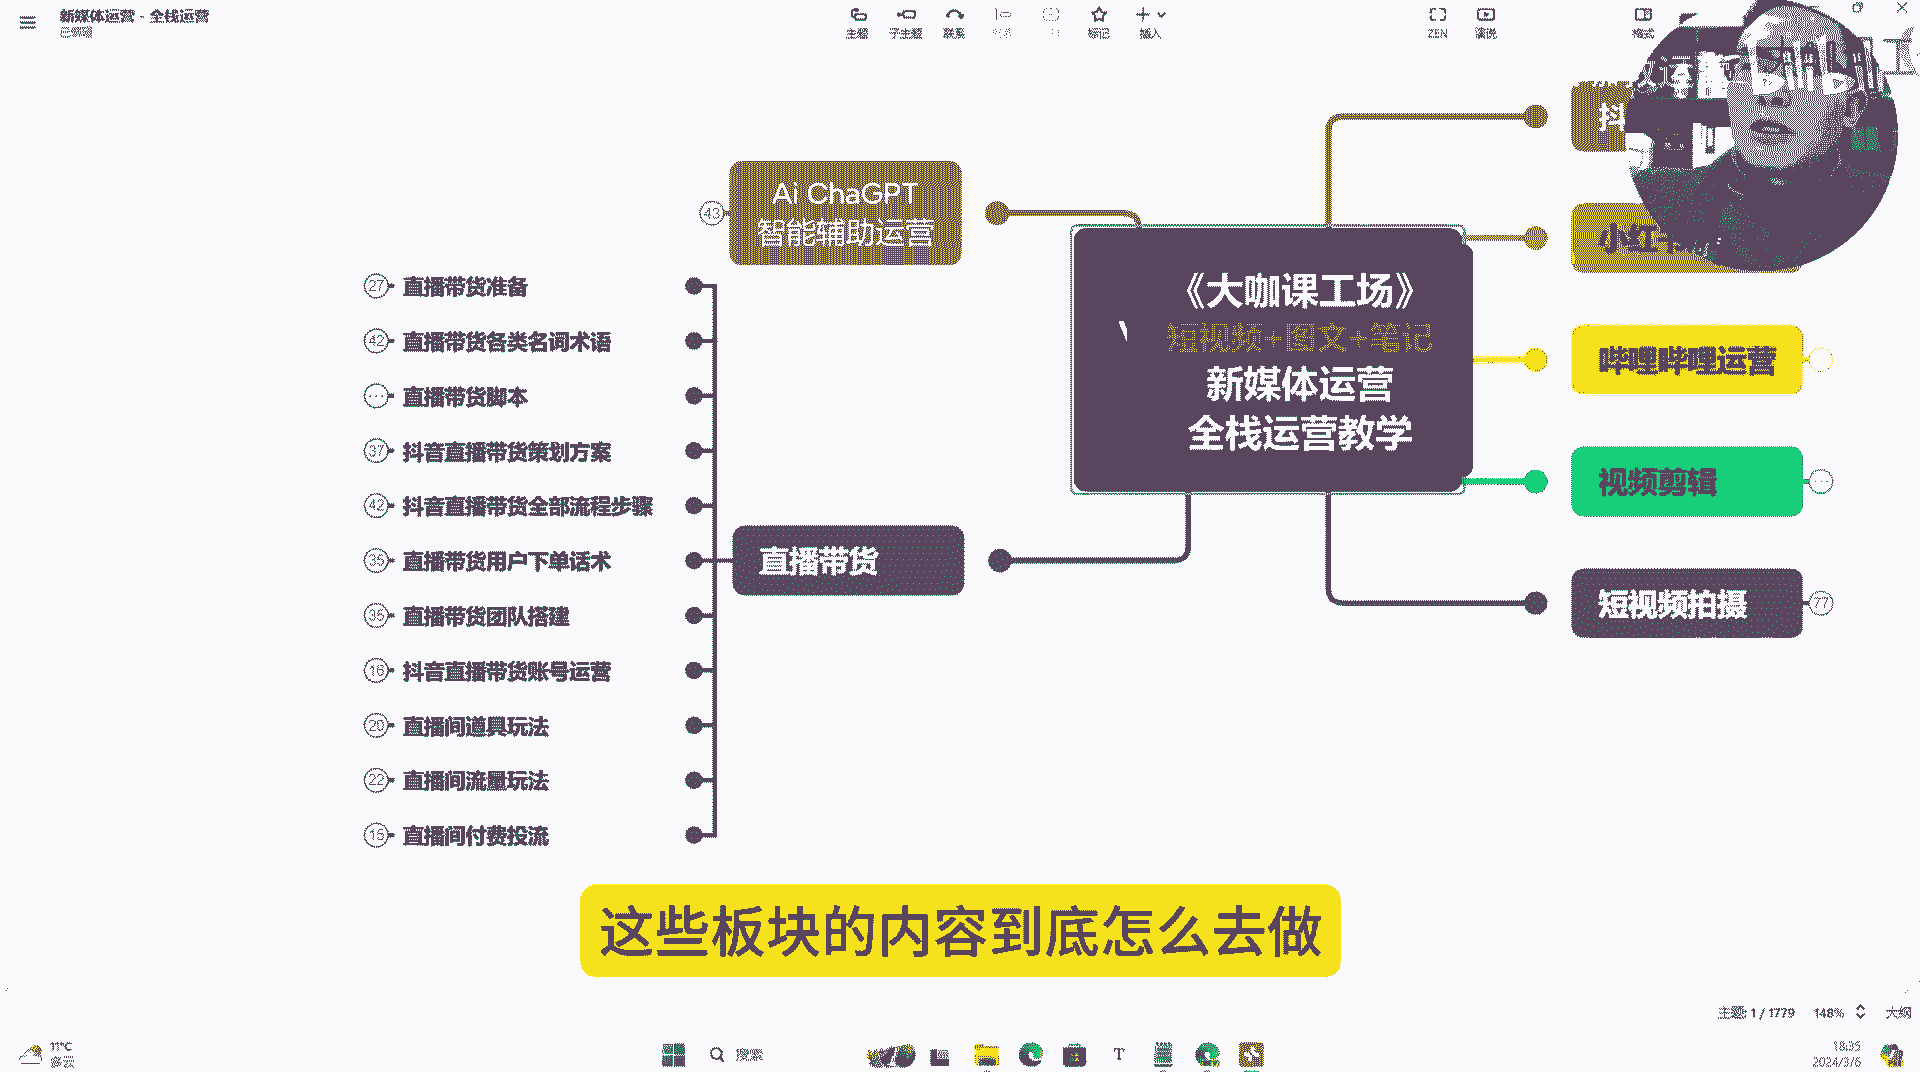 新媒体运营 - 全栈运营
已编辑
主题
子主题
联系
标记
插入
ZEN
演说
格式
Ai ChaGPT
智能辅助运营
43
《大咖课工场》
短视频+图文+笔记
新媒体运营
全栈运营教学
抖
小红书
哔哩哔哩运营
视频剪辑
短视频拍摄
77
直播带货
27 直播带货准备
42 直播带货各类名词术语
直播带货脚本
37 抖音直播带货策划方案
42 抖音直播带货全部流程步骤
35 直播带货用户下单话术
35 直播带货团队搭建
16 抖音直播带货账号运营
20 直播间道具玩法
22 直播间流量玩法
15 直播间付费投流
这些板块的内容到底怎么去做
主题: 1 / 1779
148%
大纲
11°C
多云
搜索
18:35
2024/3/6